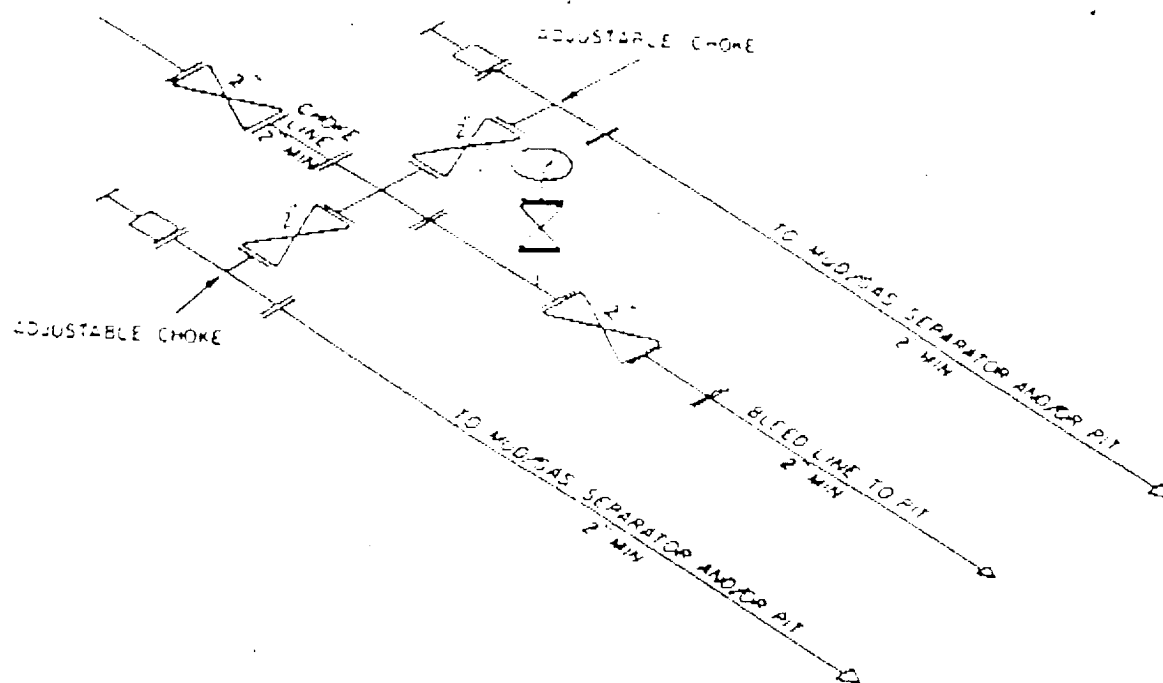 ADJUSTABLE CHOKE
2"
CHOKE
LINE
2" MIN
2"
2"
ADJUSTABLE CHOKE
2"
TO MUD/GAS SEPARATOR AND/OR PIT
2" MIN
BLEED LINE TO PIT
2" MIN
TO MUD/GAS SEPARATOR AND/OR PIT
2" MIN